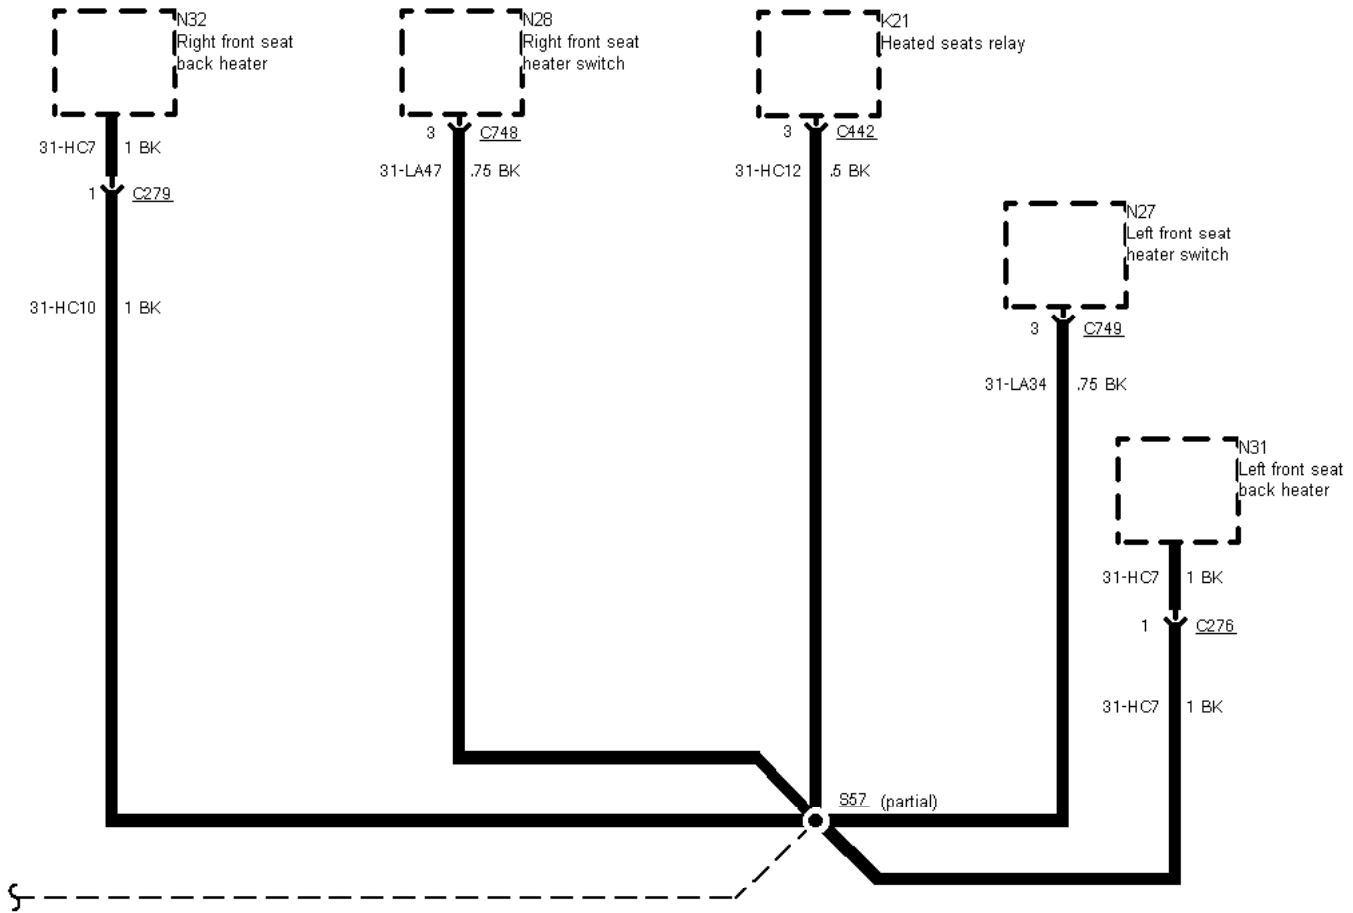 N32
Right front seat
back heater
31-HC7 1 BK
1 C279
31-HC10 1 BK
N28
Right front seat
heater switch
3 C748
31-LA47 .75 BK
K21
Heated seats relay
3 C442
31-HC12 .5 BK
N27
Left front seat
heater switch
3 C749
31-LA34 .75 BK
N31
Left front seat
back heater
31-HC7 1 BK
1 C276
31-HC7 1 BK
S57 (partial)